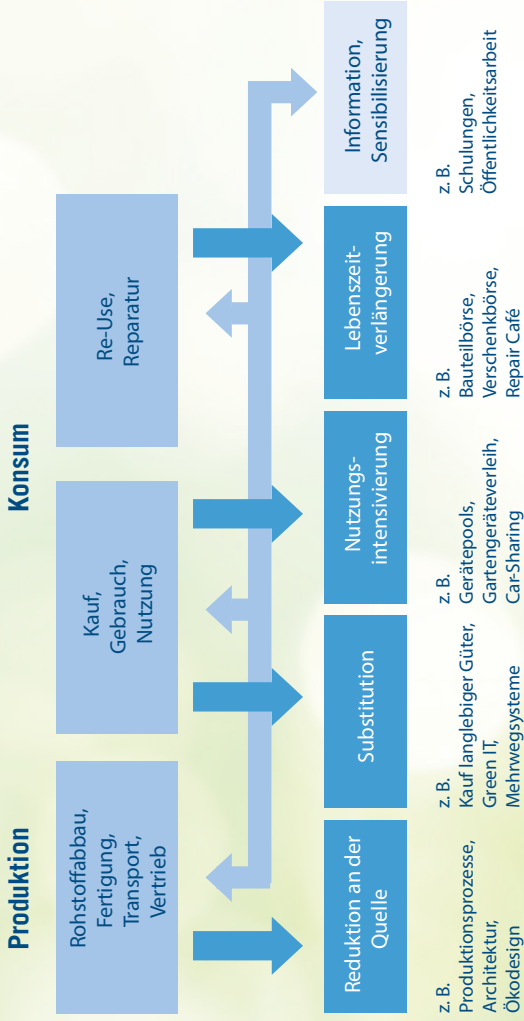 Produktion
Konsum
Rohstoffabbau,
Fertigung,
Transport,
Vertrieb
Kauf,
Gebrauch,
Nutzung
Re-Use,
Reparatur
Reduktion an der
Quelle
Substitution
Nutzungs-
intensivierung
Lebenszeit-
verlängerung
Information,
Sensibilisierung
z. B.
Produktionsprozesse,
Architektur,
Ökodesign
z. B.
Kauf langlebiger Güter,
Green IT,
Mehrwegsysteme
z. B.
Gerätepools,
Gartengeräteverleih,
Car-Sharing
z. B.
Bauteilbörse,
Verschenkbörse,
Repair Café
z. B.
Schulungen,
Öffentlichkeitsarbeit